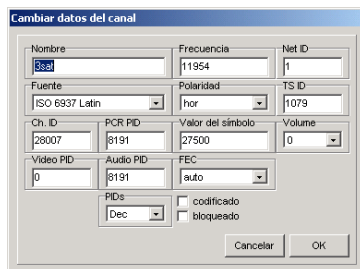 Cambiar datos del canal
Nombre Frecuencia Net ID
3sat 11954 1
Fuente Polaridad TS ID
ISO 6937 Latin hor 1079
Ch. ID PCR PID Valor del símbolo Volume
28007 8191 27500 0
Video PID Audio PID FEC
0 8191 auto
PIDs codificado
Dec bloqueado
Cancelar OK